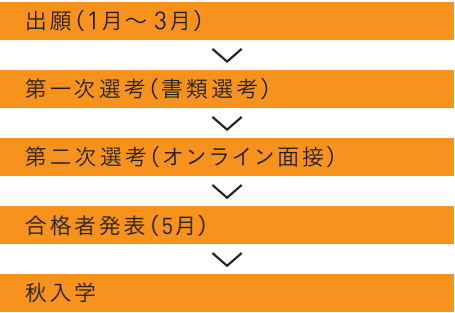 出願(1月〜3月)
第一次選考(書類選考)
第二次選考(オンライン面接)
合格者発表(5月)
秋入学